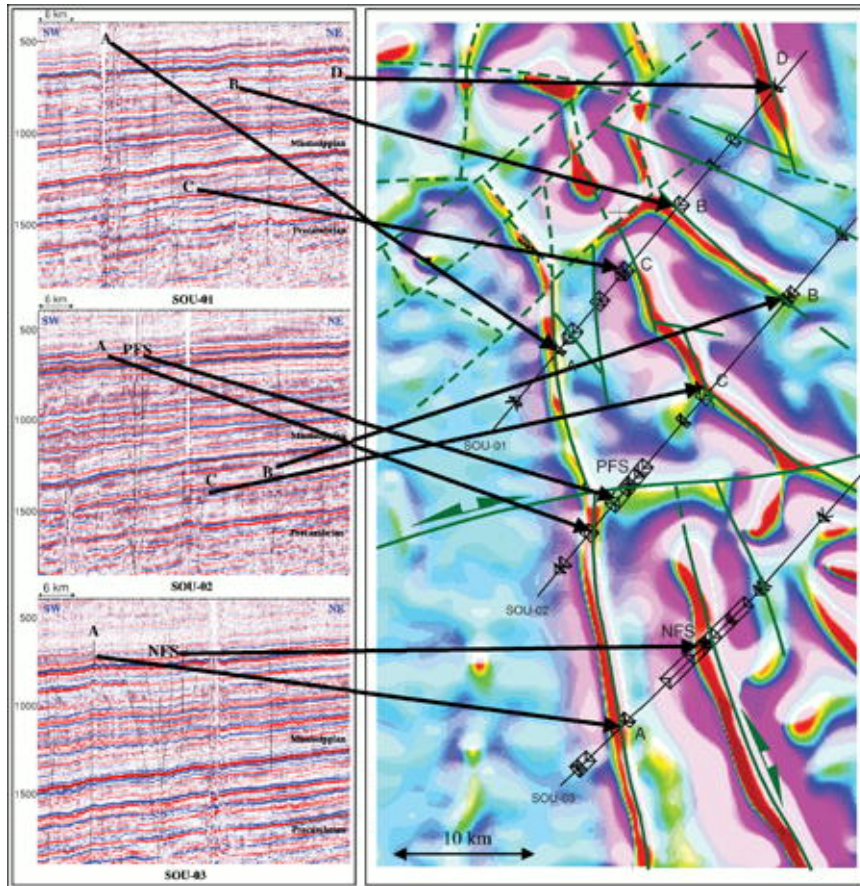 6 km
SW
NE
A
B
D
C
500
1000
1500
Mississippian
Precambrian
SOU-01
6 km
SW
NE
A
PFS
B
C
500
1000
1500
Mississippian
Precambrian
SOU-02
6 km
SW
NE
A
NFS
500
1000
1500
Mississippian
Precambrian
SOU-03
D
B
C
A
SOU-01
B
C
PFS
SOU-02
NFS
A
SOU-03
10 km